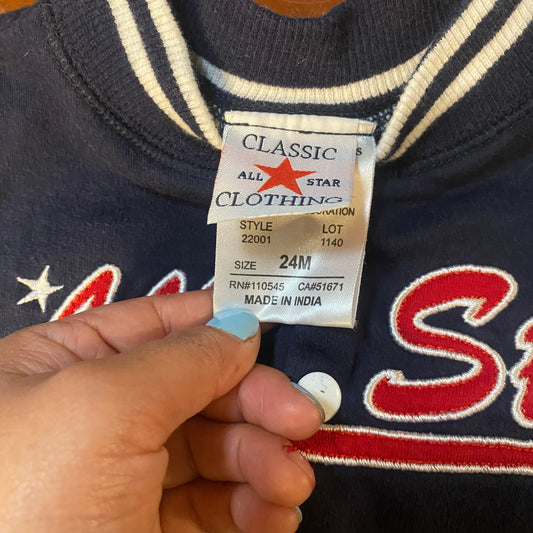 CLASSIC
ALL STAR
CLOTHING
STYLE LOT
22001 1140
SIZE 24M
RN#110545 CA#51671
MADE IN INDIA